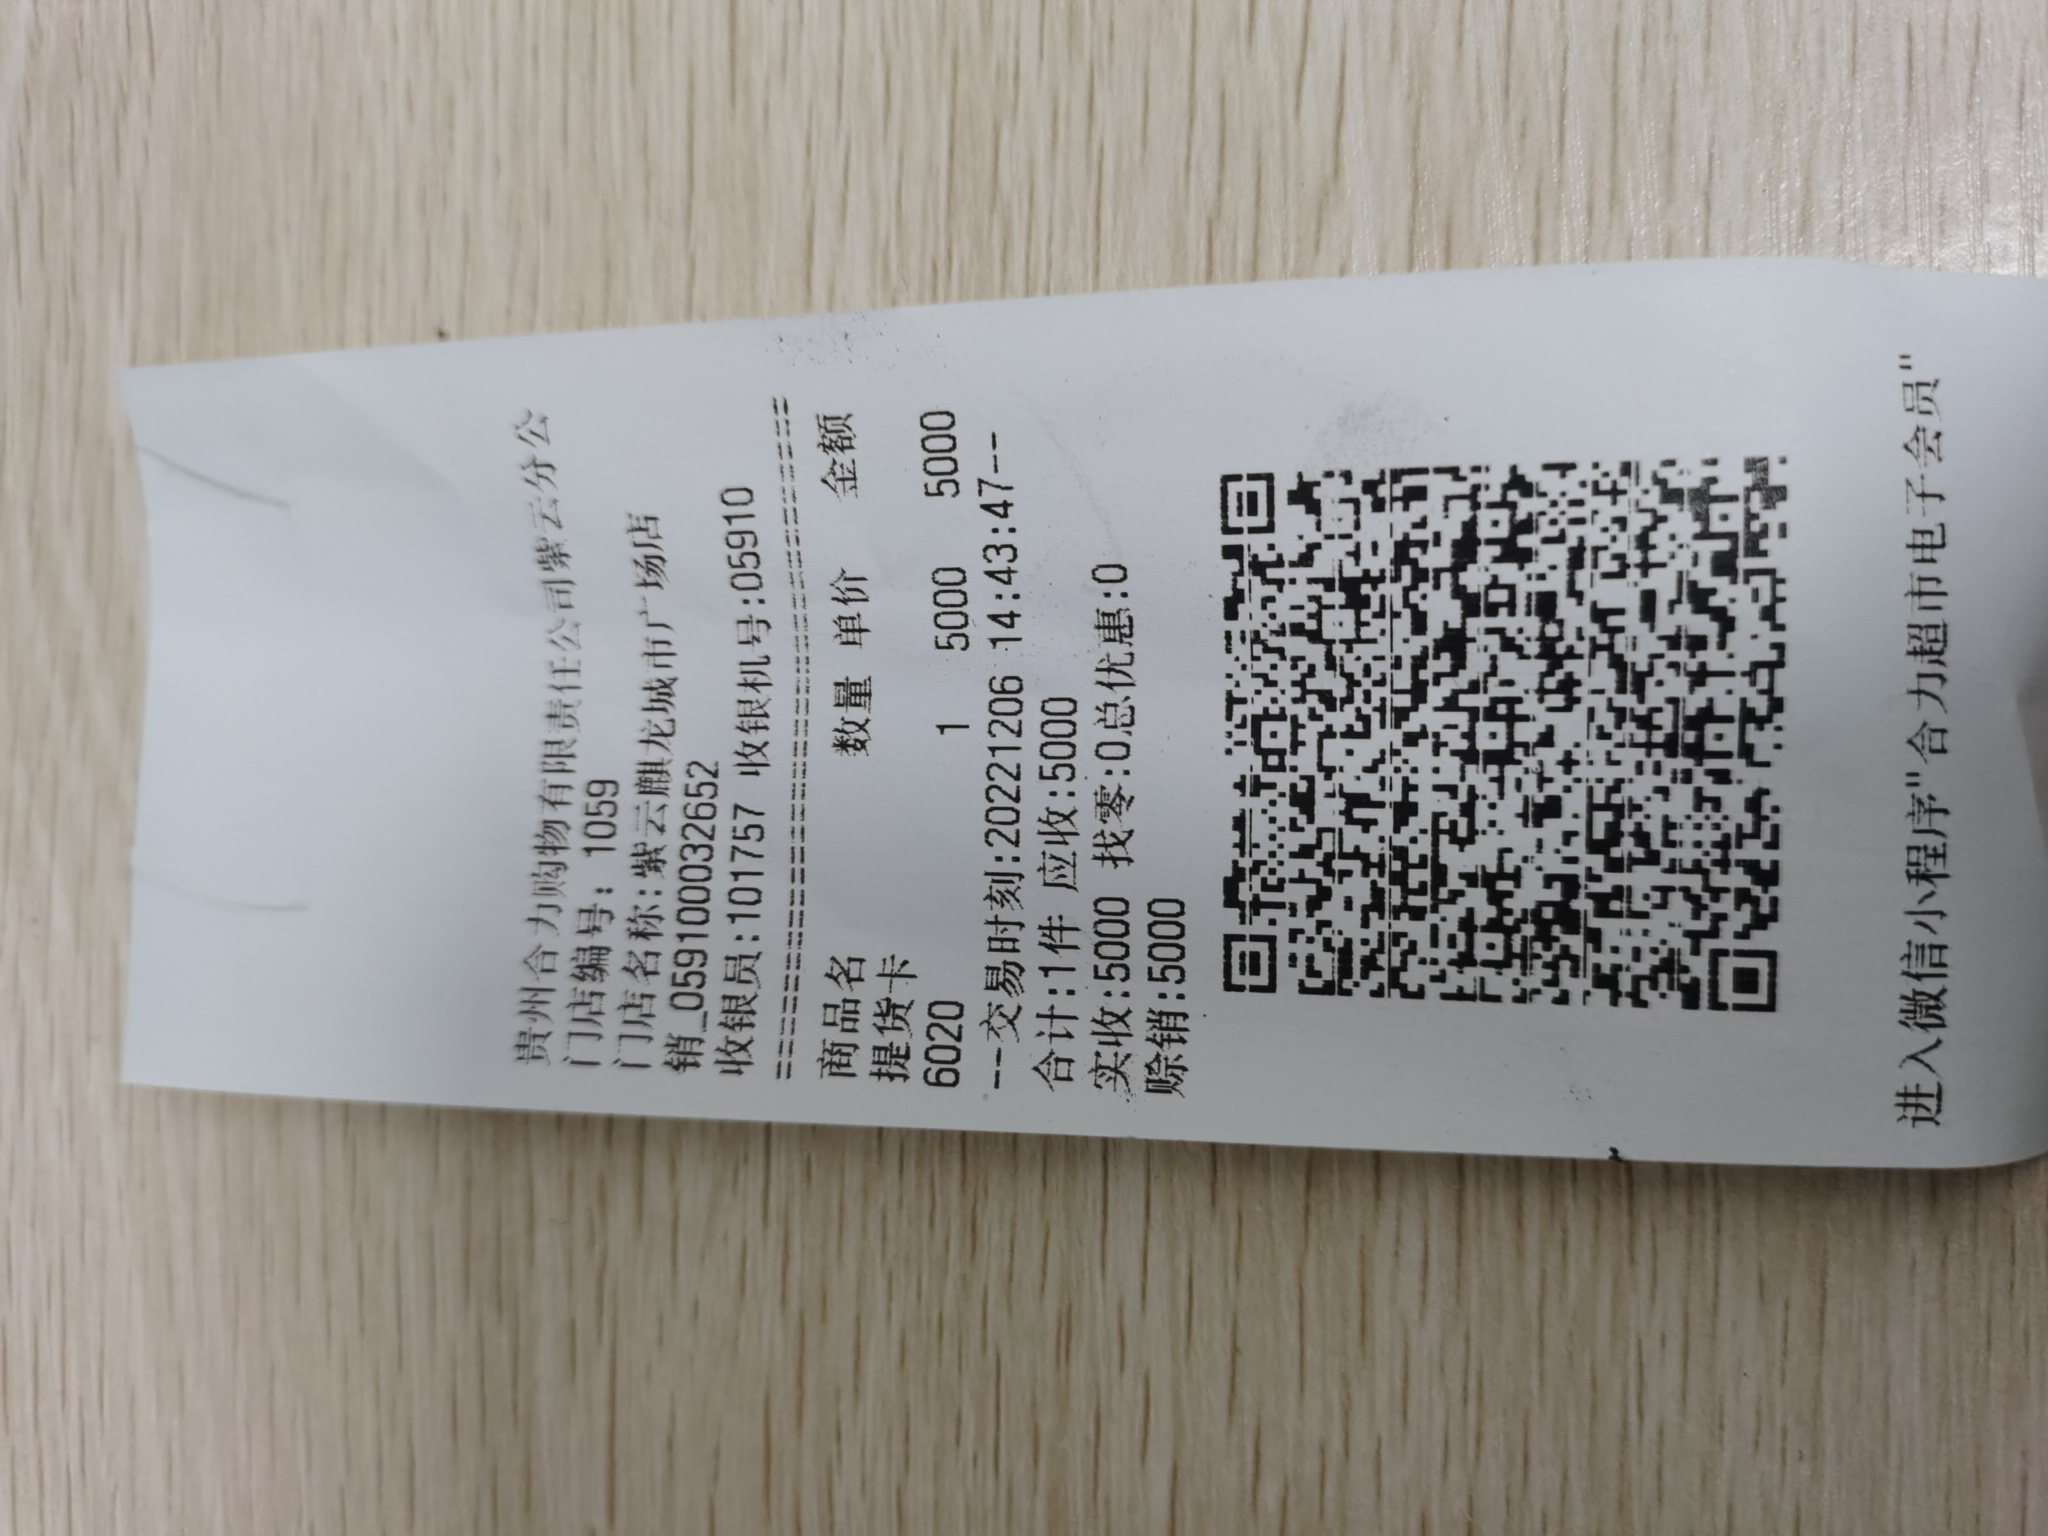 贵州合力购物有限责任公司紫云分公
门店编号: 1059
门店名称:紫云麒龙城市广场店
销_0591000032652
收银员:101757 收银机号:05910
商品名 数量 单价 金额
提货卡
6020 1 5000 5000
--交易时刻:20221206 14:43:47--
合计:1件 应收:5000
实收:5000 找零:0总优惠:0
赊销:5000
进入微信小程序"合力超市电子会员"